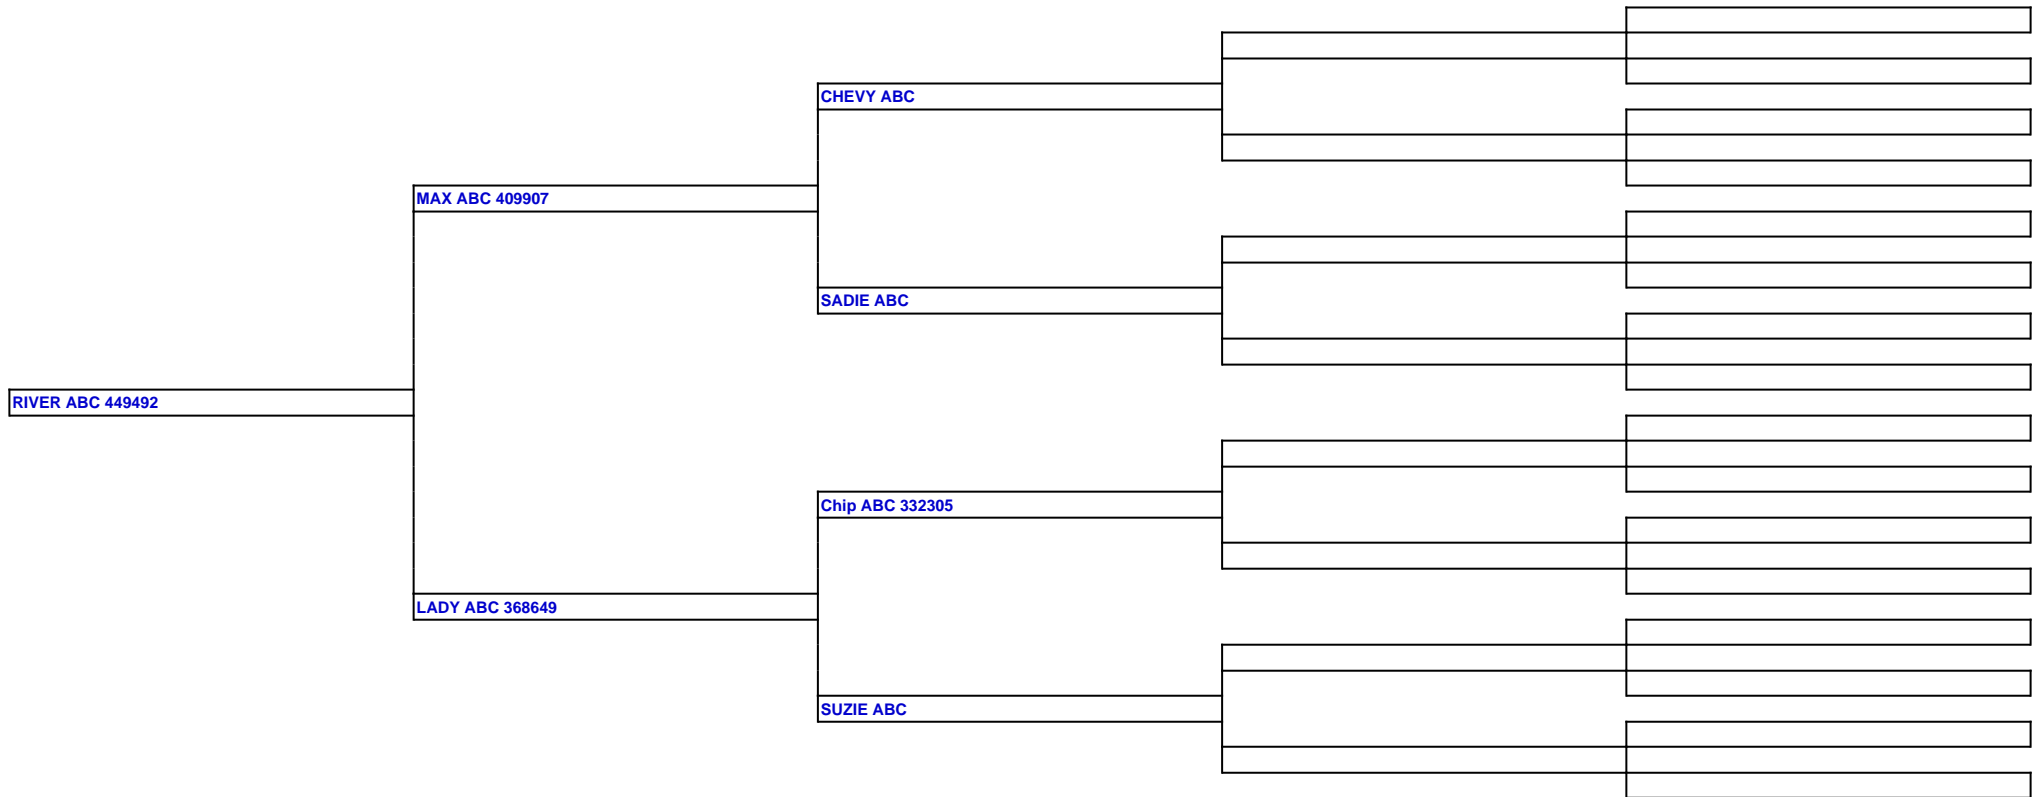 CHEVY ABC
MAX ABC 409907
SADIE ABC
RIVER ABC 449492
Chip ABC 332305
LADY ABC 368649
SUZIE ABC